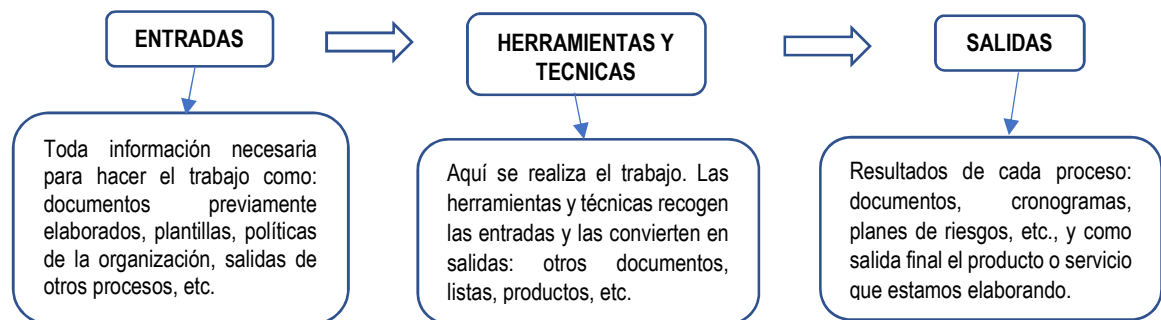 ENTRADAS
HERRAMIENTAS Y
TECNICAS
SALIDAS
Toda información necesaria
para hacer el trabajo como:
documentos previamente
elaborados, plantillas, políticas
de la organización, salidas de
otros procesos, etc.
Aquí se realiza el trabajo. Las
herramientas y técnicas recogen
las entradas y las convierten en
salidas: otros documentos,
listas, productos, etc.
Resultados de cada proceso:
documentos, cronogramas,
planes de riesgos, etc., y como
salida final el producto o servicio
que estamos elaborando.